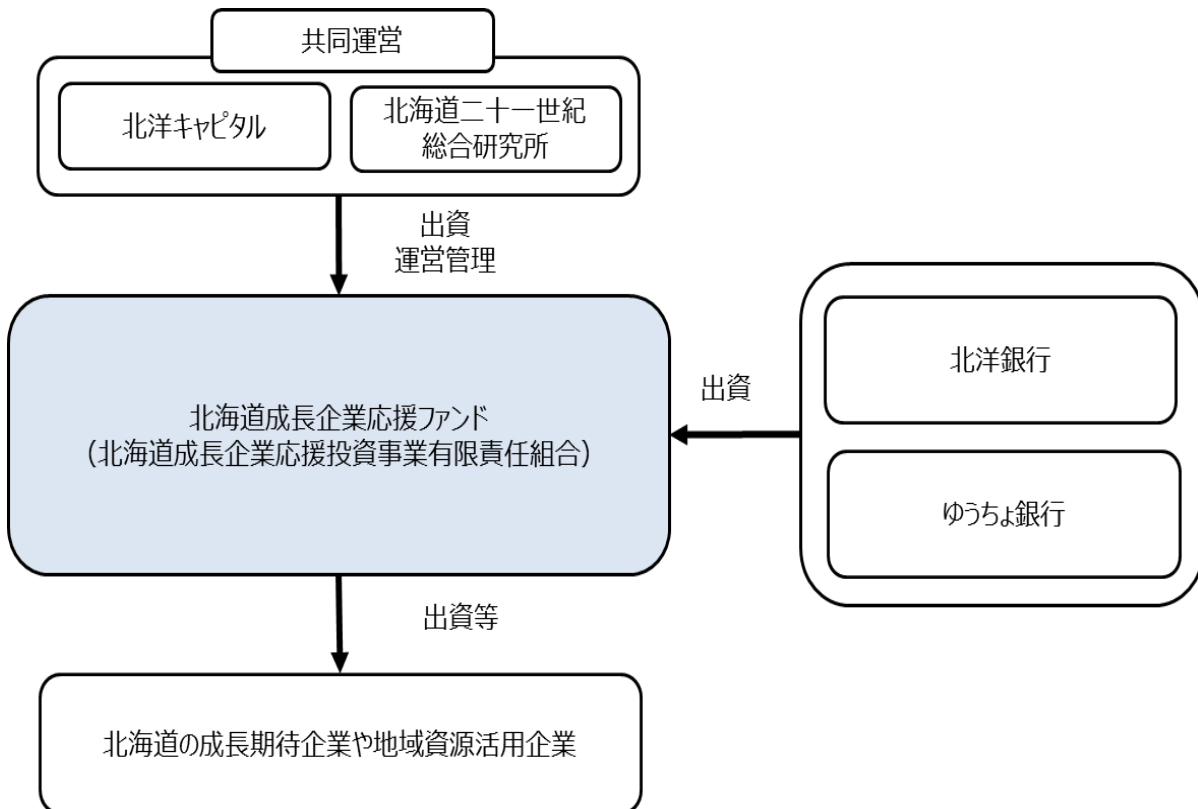 共同運営
北洋キャピタル
北海道二十一世紀
総合研究所
出資
運営管理
北海道成長企業応援ファンド
（北海道成長企業応援投資事業有限責任組合）
出資
北洋銀行
ゆうちょ銀行
出資等
北海道の成長期待企業や地域資源活用企業